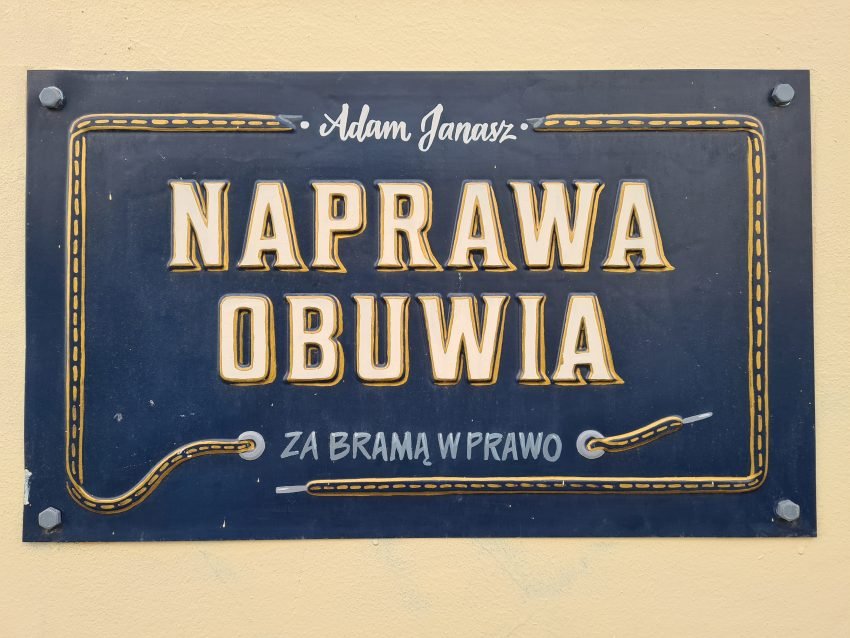 • Adam Janasz •
NAPRAWA
OBUWIA
ZA BRAMĄ W PRAWO